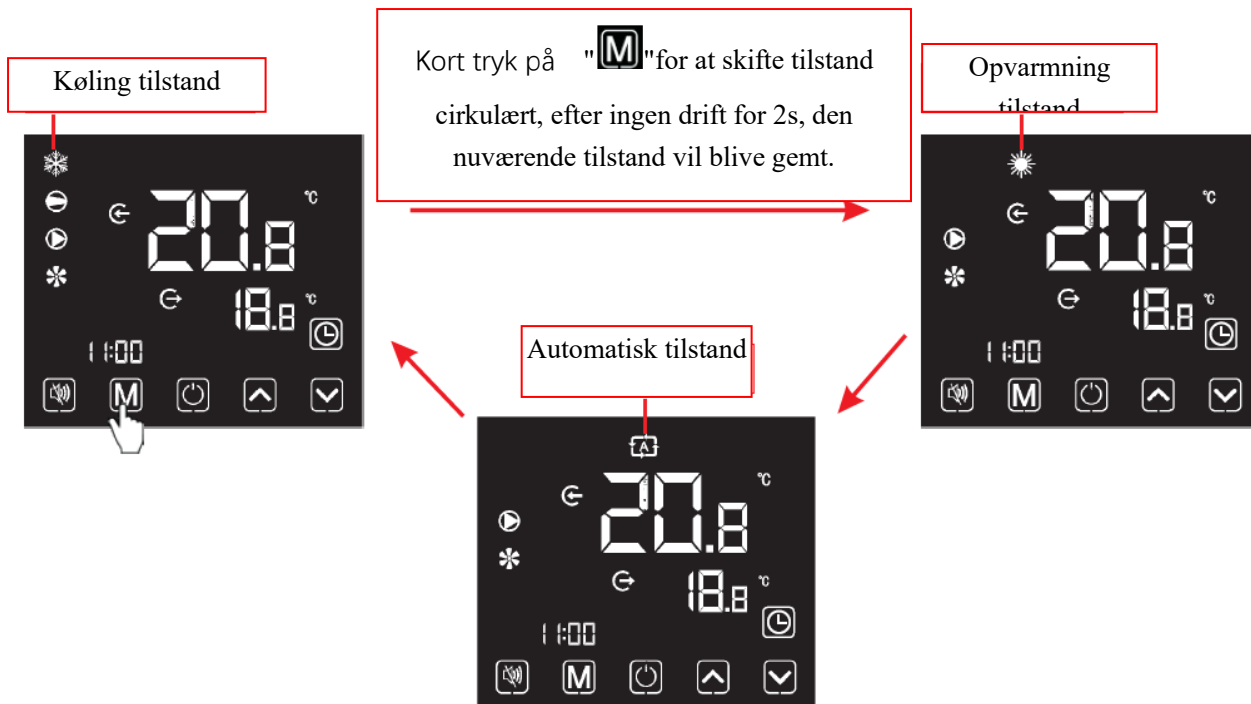 Køling tilstand
Kort tryk på "M"for at skifte tilstand
cirkulært, efter ingen drift for 2s, den
nuværende tilstand vil blive gemt.
Opvarmning
tilstand
20.8 °C
18.8 °C
11:00
M
20.8 °C
18.8 °C
11:00
M
Automatisk tilstand
A
20.8 °C
18.8 °C
11:00
M